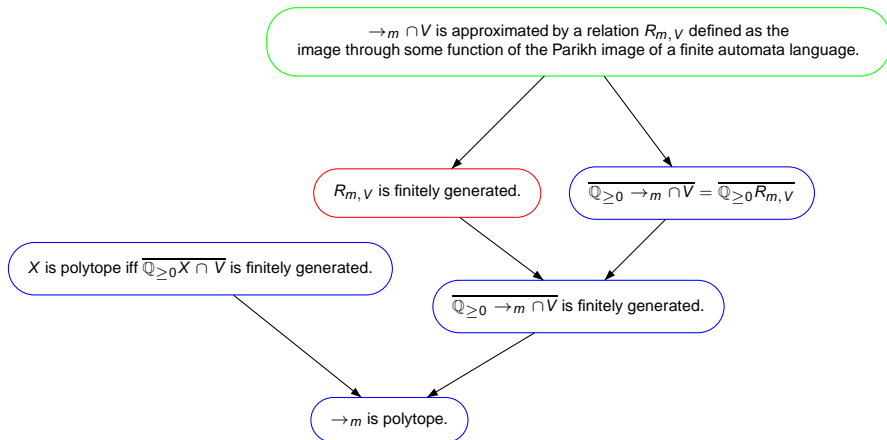 →m ∩ V is approximated by a relation Rm,V defined as the
image through some function of the Parikh image of a finite automata language.
Rm,V is finitely generated.
ℚ≥0 →m ∩ V = ℚ≥0Rm,V
X is polytope iff ℚ≥0X ∩ V is finitely generated.
ℚ≥0 →m ∩ V is finitely generated.
→m is polytope.